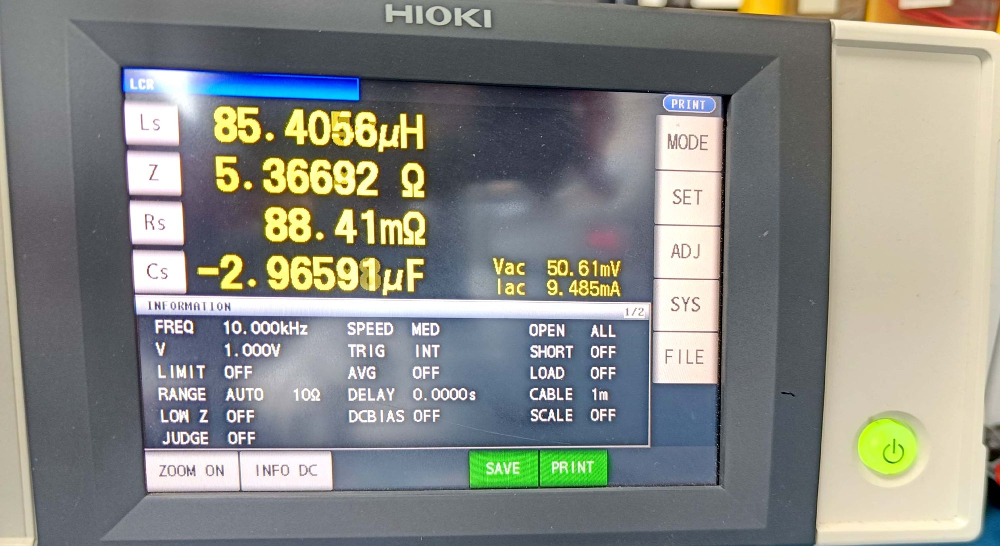 HIOKI
LCR
PRINT
Ls 85.4056μH
Z 5.36692 Ω
Rs 88.41mΩ
Cs -2.96591μF
Vac 50.61mV
Iac 9.485mA
MODE
SET
ADJ
SYS
FILE
INFORMATION 1/2
FREQ 10.000kHz SPEED MED OPEN ALL
V 1.000V TRIG INT SHORT OFF
LIMIT OFF AVG OFF LOAD OFF
RANGE AUTO 10Ω DELAY 0.0000s CABLE 1m
LOW Z OFF DCBIAS OFF SCALE OFF
JUDGE OFF
ZOOM ON INFO DC SAVE PRINT